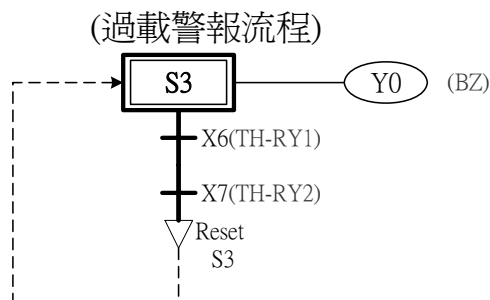 (過載警報流程)
S3 Y0 (BZ)
X6(TH-RY1)
X7(TH-RY2)
Reset
S3